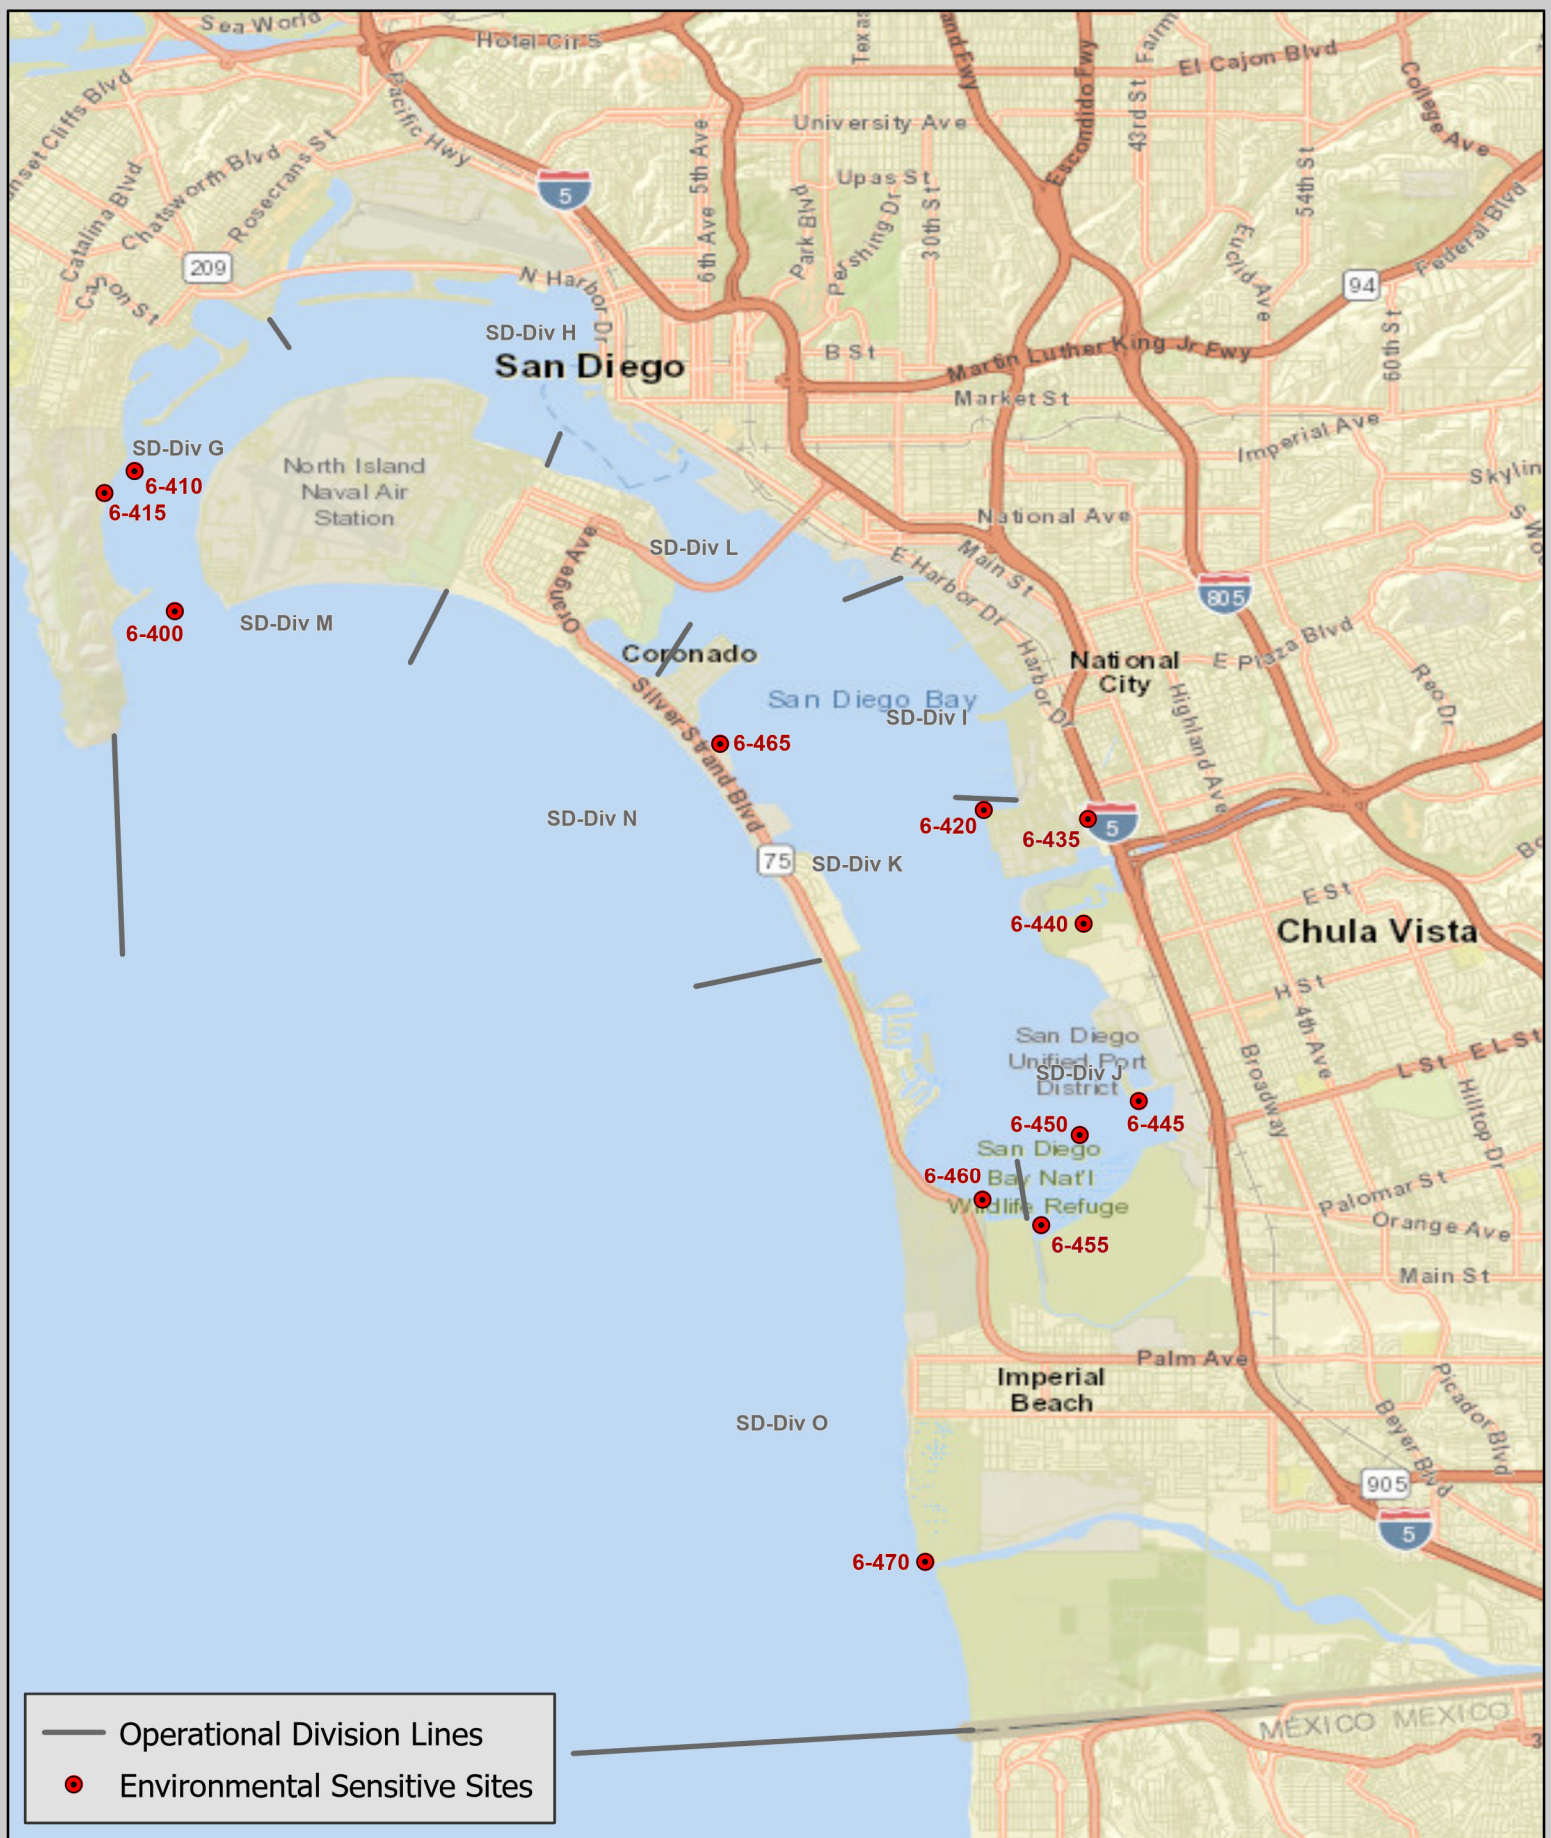 Sea World
Hotel Cir S
Texas
El Cajon Blvd
College Ave
Pacific Hwy
Escondido Fwy
43rd St
University Ave
54th St
Chatsworth Blvd
Rosecrans St
Catalina Blvd
5
6th Ave
5th Ave
Upas St
Park Blvd
Pershing Dr
30th St
Euclid Ave
Federal Blvd
209
94
Canon St
N Harbor Dr
SD-Div H
San Diego
B St
Martin Luther King Jr Fwy
60th St
Market St
Imperial Ave
SD-Div G
6-410
6-415
North Island
Naval Air
Station
National Ave
Orange Ave
SD-Div L
E Harbor Dr
Main St
805
6-400
SD-Div M
Coronado
National
City
E Plaza Blvd
Harbor Dr
Highland Ave
Reo Dr
Silver Strand Blvd
San Diego Bay
SD-Div I
6-465
SD-Div N
6-420
6-435
5
75
SD-Div K
E St
6-440
Chula Vista
H St
4th Ave
San Diego
Unified Port
District
SD-Div J
Broadway
L St
E L St
Hilltop Dr
6-445
6-450
San Diego
Bay Nat'l
Wildlife Refuge
6-460
6-455
Palomar St
Orange Ave
Main St
Palm Ave
Imperial
Beach
Picador Blvd
Beyer Blvd
SD-Div O
905
5
6-470
MÉXICO
MÉXICO
Operational Division Lines
Environmental Sensitive Sites